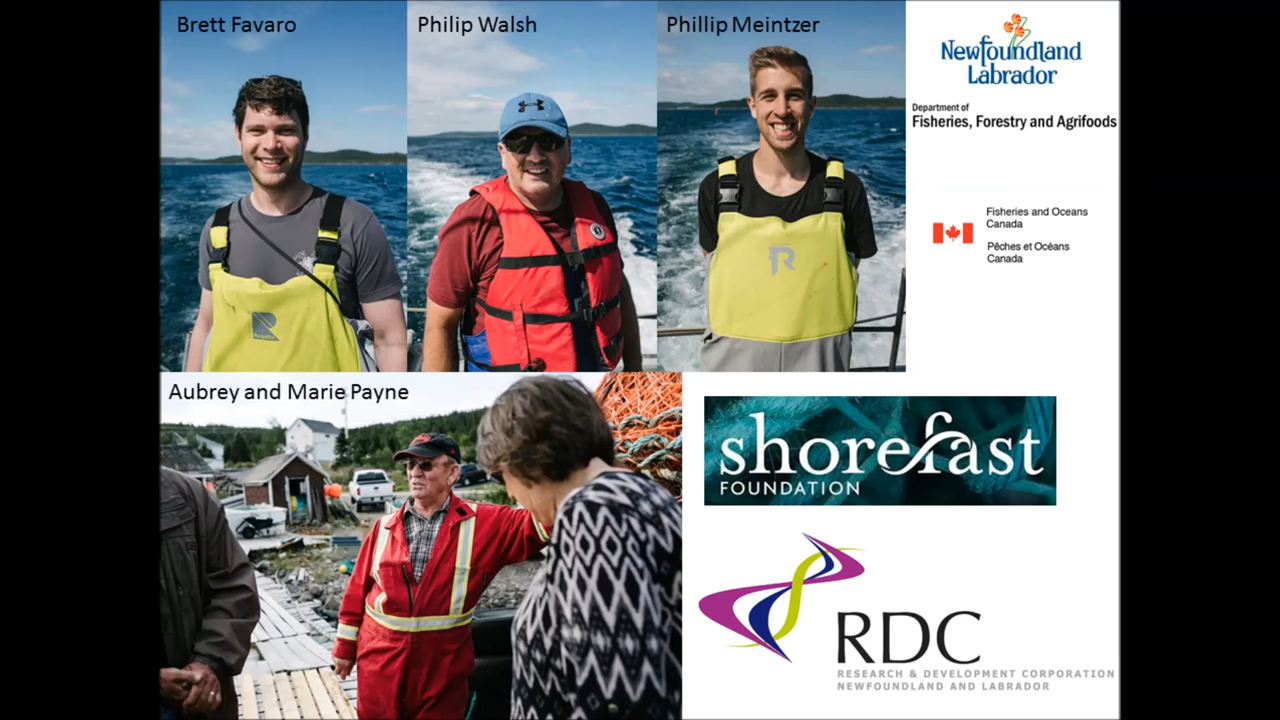 Brett Favaro
Philip Walsh
Phillip Meintzer
Newfoundland
Labrador
Department of
Fisheries, Forestry and Agrifoods
Fisheries and Oceans
Canada
Pêches et Océans
Canada
Aubrey and Marie Payne
shorefast
FOUNDATION
RDC
RESEARCH & DEVELOPMENT CORPORATION
NEWFOUNDLAND AND LABRADOR